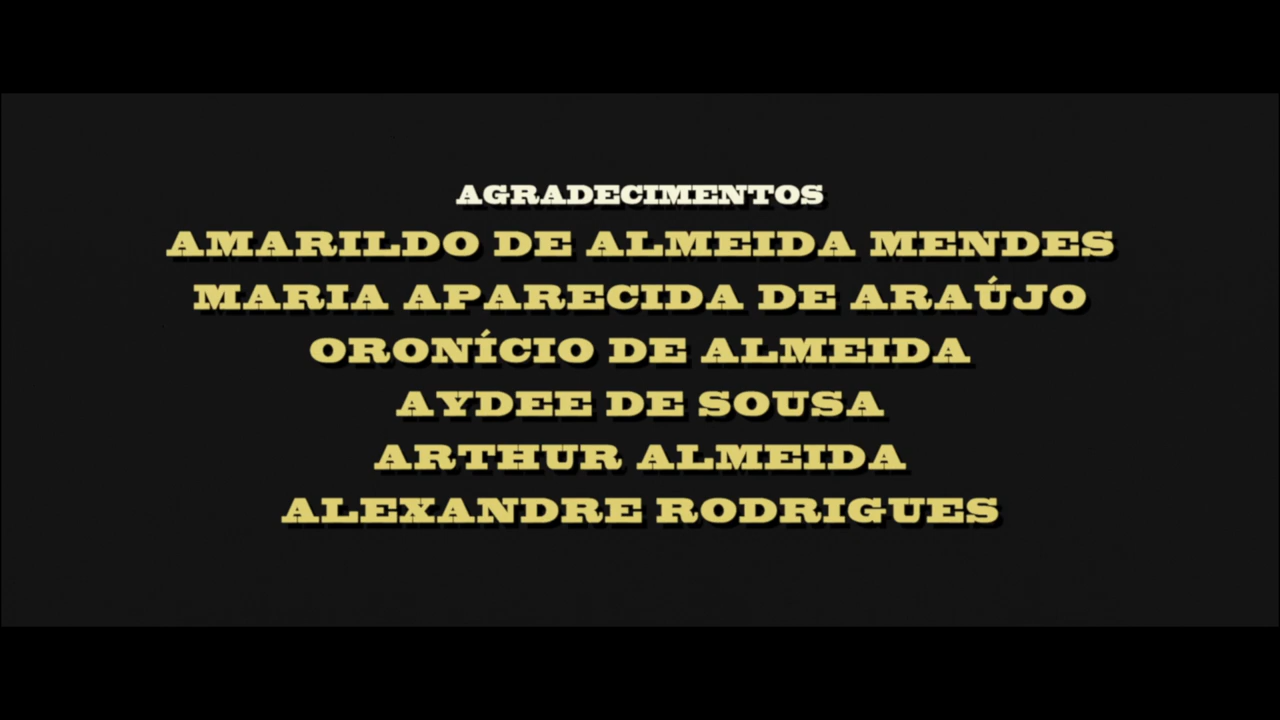 AGRADECIMENTOS
AMARILDO DE ALMEIDA MENDES
MARIA APARECIDA DE ARAÚJO
ORONÍCIO DE ALMEIDA
AYDEE DE SOUSA
ARTHUR ALMEIDA
ALEXANDRE RODRIGUES